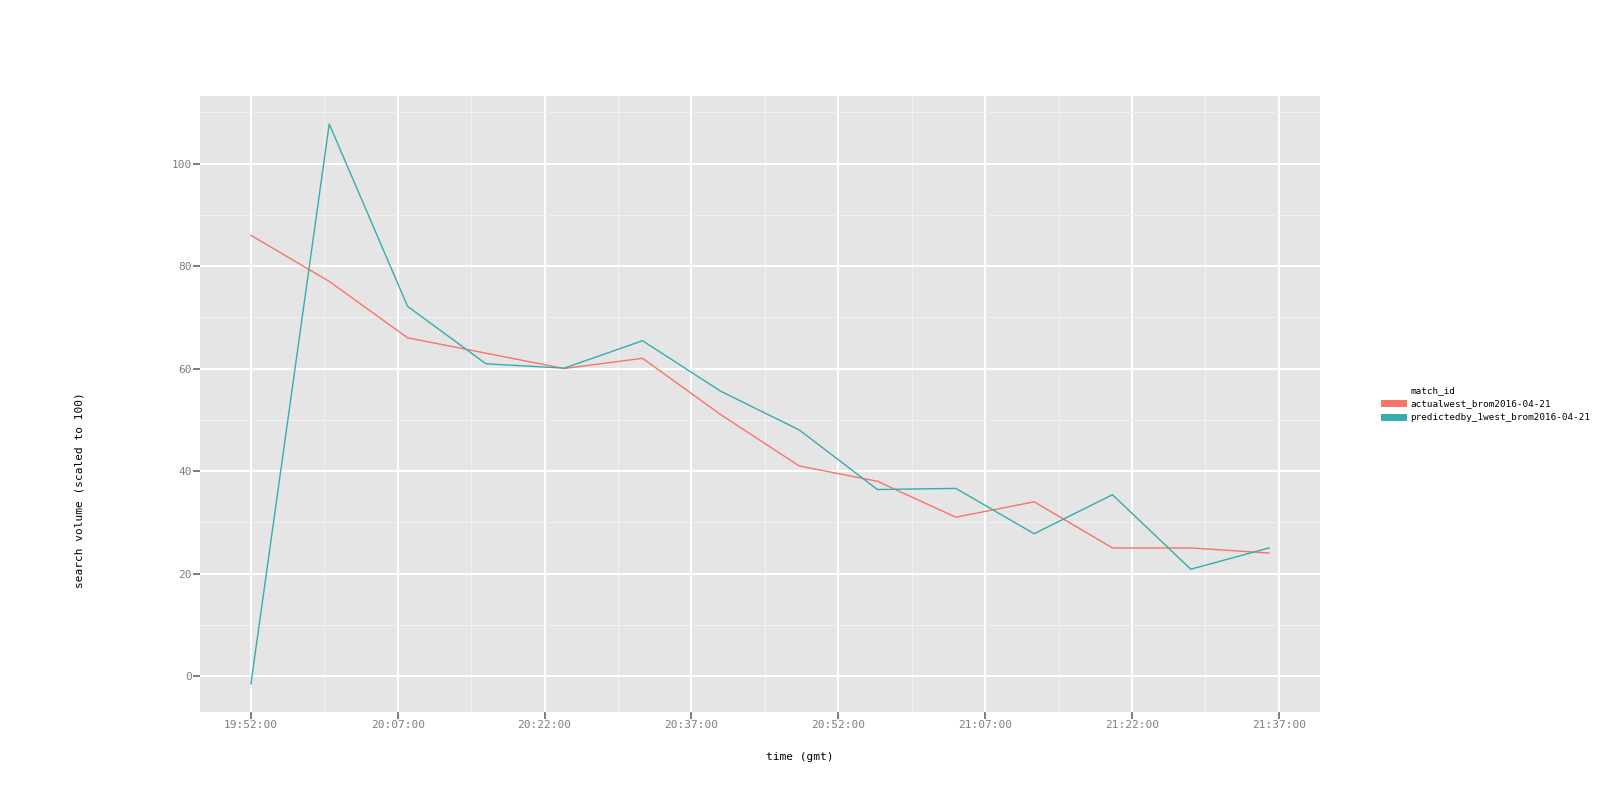 100
80
60
40
20
0
search volume (scaled to 100)
19:52:00 20:07:00 20:22:00 20:37:00 20:52:00 21:07:00 21:22:00 21:37:00
time (gmt)
match_id
actualwest_brom2016-04-21
predictedby_1west_brom2016-04-21